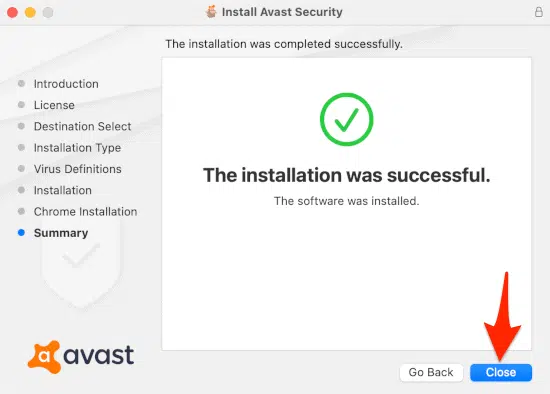 Install Avast Security
The installation was completed successfully.
Introduction
License
Destination Select
Installation Type
Virus Definitions
Installation
Chrome Installation
Summary
The installation was successful.
The software was installed.
avast
Go Back
Close